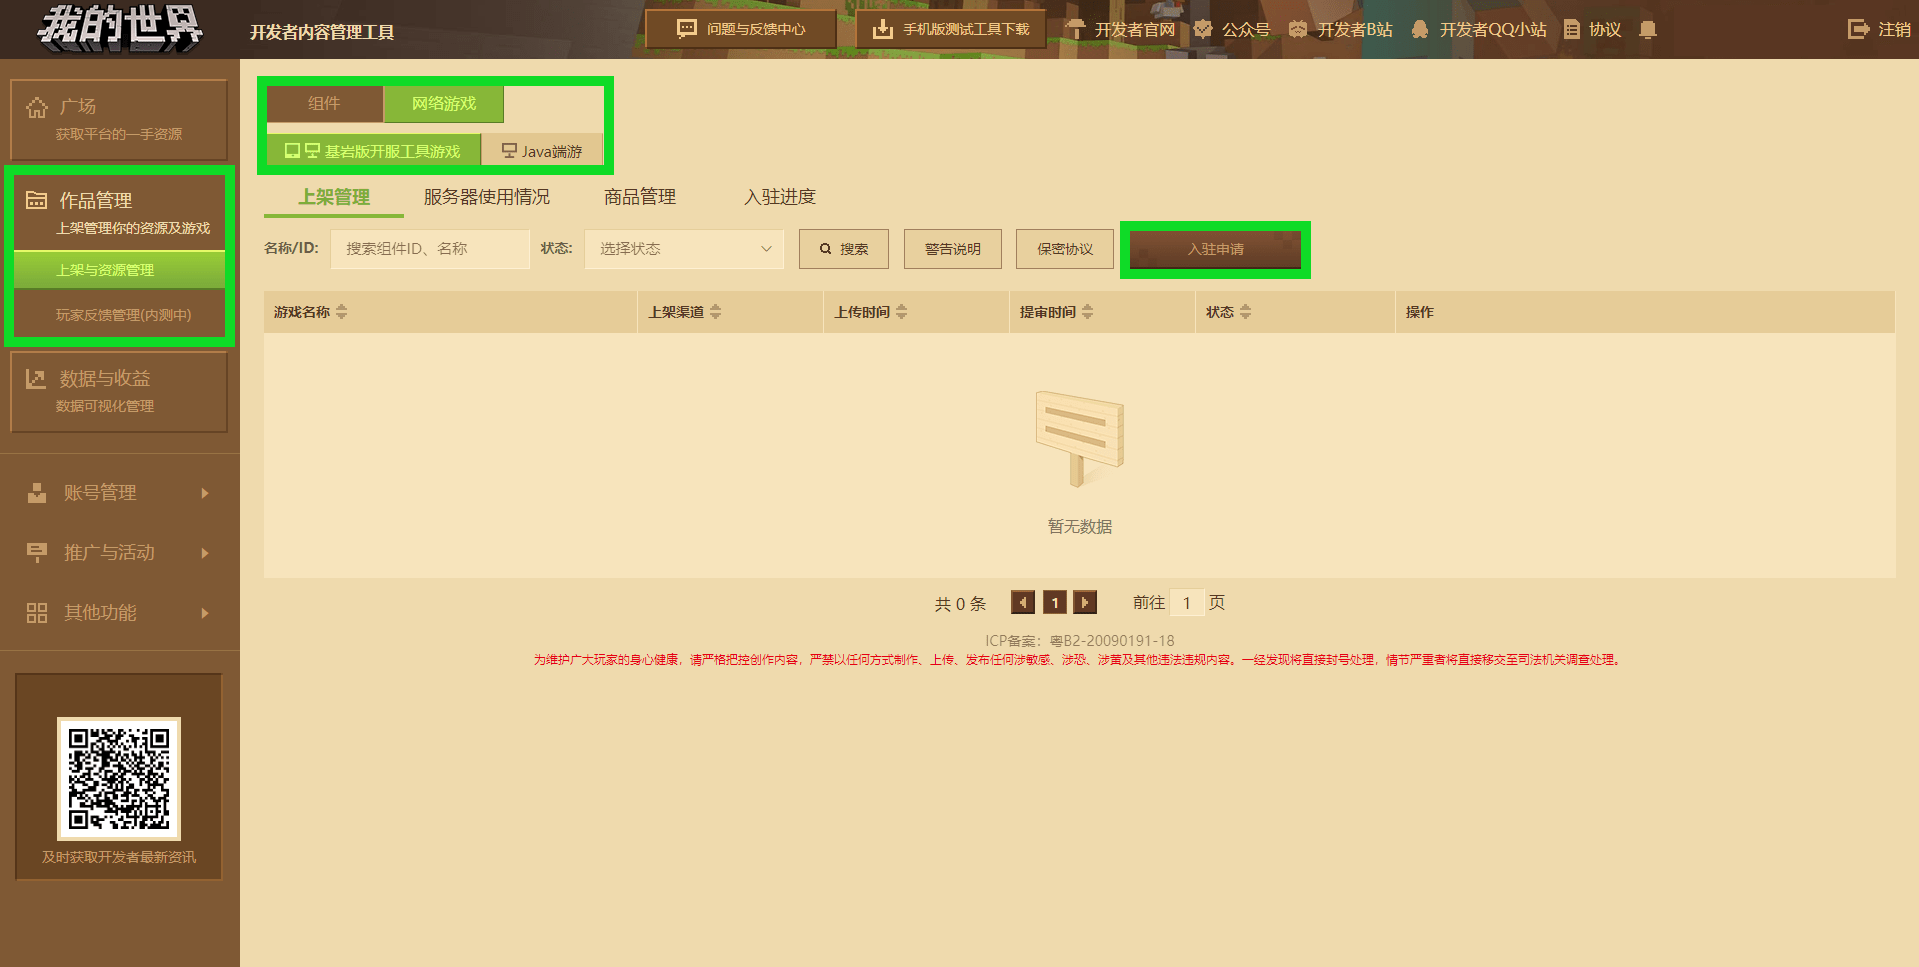 我的世界
开发者内容管理工具
问题与反馈中心
手机版测试工具下载
开发者官网
公众号
开发者B站
开发者QQ小站
协议
注销
广场
获取平台的一手资源
作品管理
上架管理你的资源及游戏
上架与资源管理
玩家反馈管理(内测中)
数据与收益
数据可视化管理
账号管理
推广与活动
其他功能
及时获取开发者最新资讯
组件
网络游戏
基岩版开服工具游戏
Java端游
上架管理
服务器使用情况
商品管理
入驻进度
名称/ID:
搜索组件ID、名称
状态:
选择状态
搜索
警告说明
保密协议
入驻申请
游戏名称
上架渠道
上传时间
提审时间
状态
操作
暂无数据
共 0 条
1
前往 1 页
ICP备案：粤B2-20090191-18
为维护广大玩家的身心健康，请严格把控创作内容，严禁以任何方式制作、上传、发布任何涉敏感、涉恐、涉黄及其他违法违规内容。一经发现将直接封号处理，情节严重者将直接移交至司法机关调查处理。